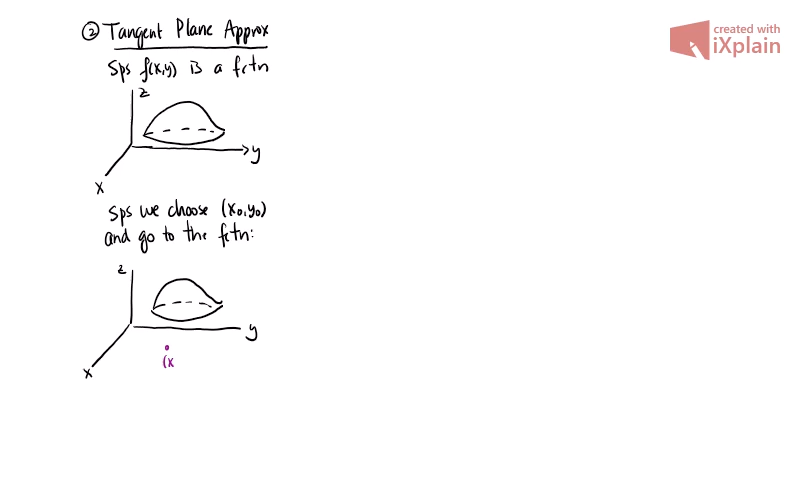 ② Tangent Plane Approx
Sps f(x,y) is a fctn
z
y
x
Sps we choose (x₀,y₀)
and go to the fctn:
z
y
x
(x
created with
iXplain